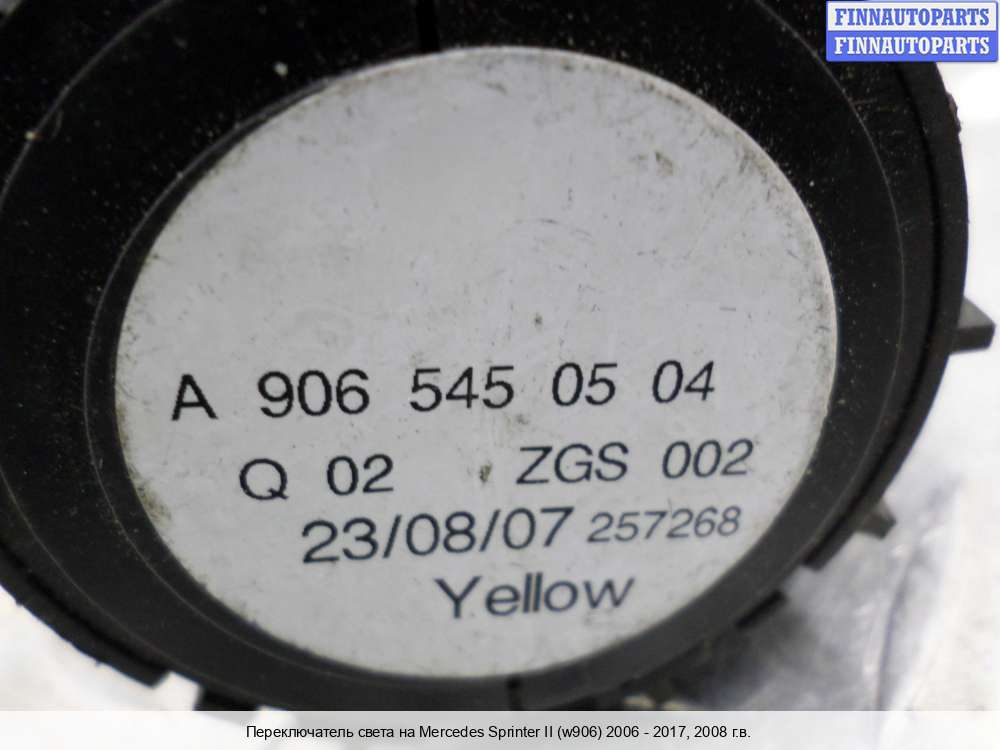 FINNAUTOPARTS
FINNAUTOPARTS
A 906 545 05 04
Q 02 ZGS 002
23/08/07 257268
Yellow
Переключатель света на Mercedes Sprinter II (w906) 2006 - 2017, 2008 г.в.